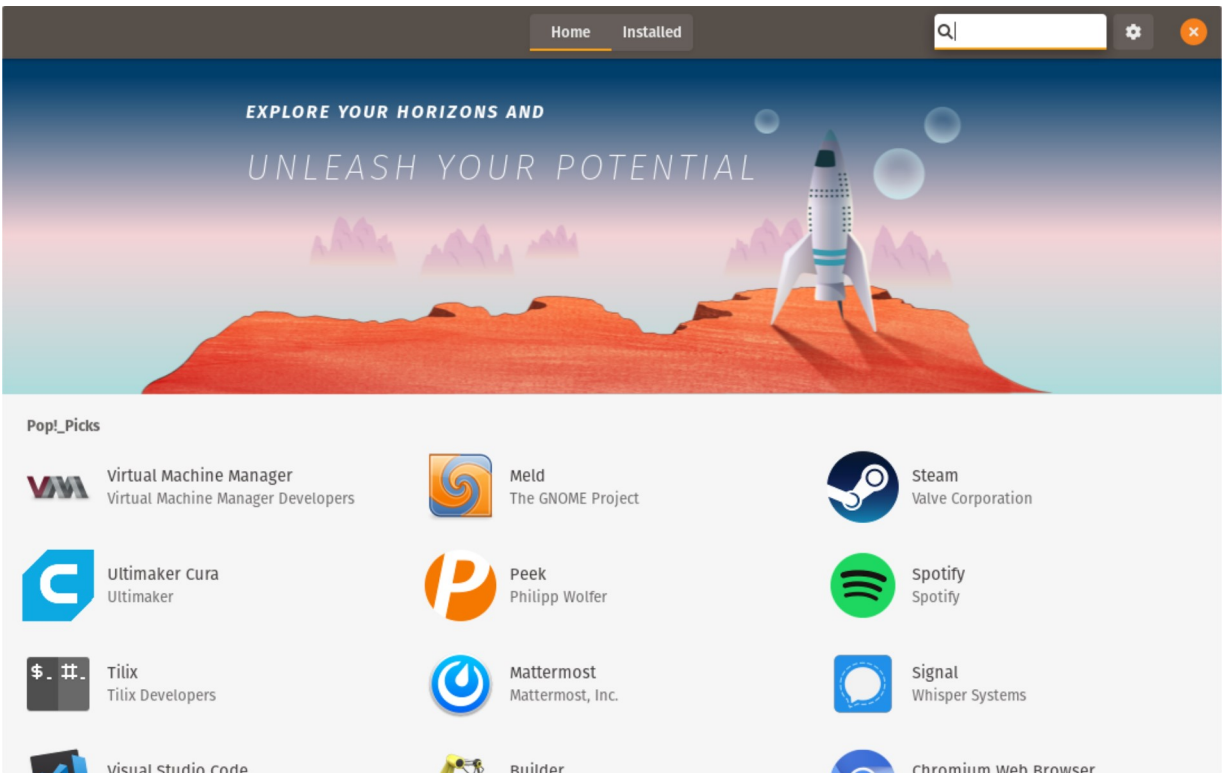 Home Installed
EXPLORE YOUR HORIZONS AND
UNLEASH YOUR POTENTIAL
Pop!_Picks
Virtual Machine Manager
Virtual Machine Manager Developers
Meld
The GNOME Project
Steam
Valve Corporation
Ultimaker Cura
Ultimaker
Peek
Philipp Wolfer
Spotify
Spotify
$_ #_
Tilix
Tilix Developers
Mattermost
Mattermost, Inc.
Signal
Whisper Systems
Visual Studio Code
Builder
Chromium Web Browser